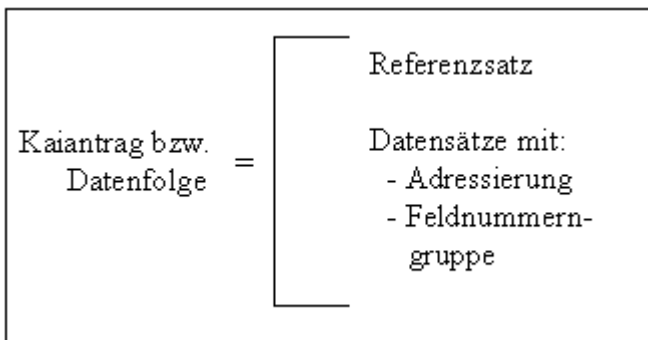 Kaiantrag bzw.
Datenfolge
=
Referenzsatz
Datensätze mit:
- Adressierung
- Feldnummern-
gruppe